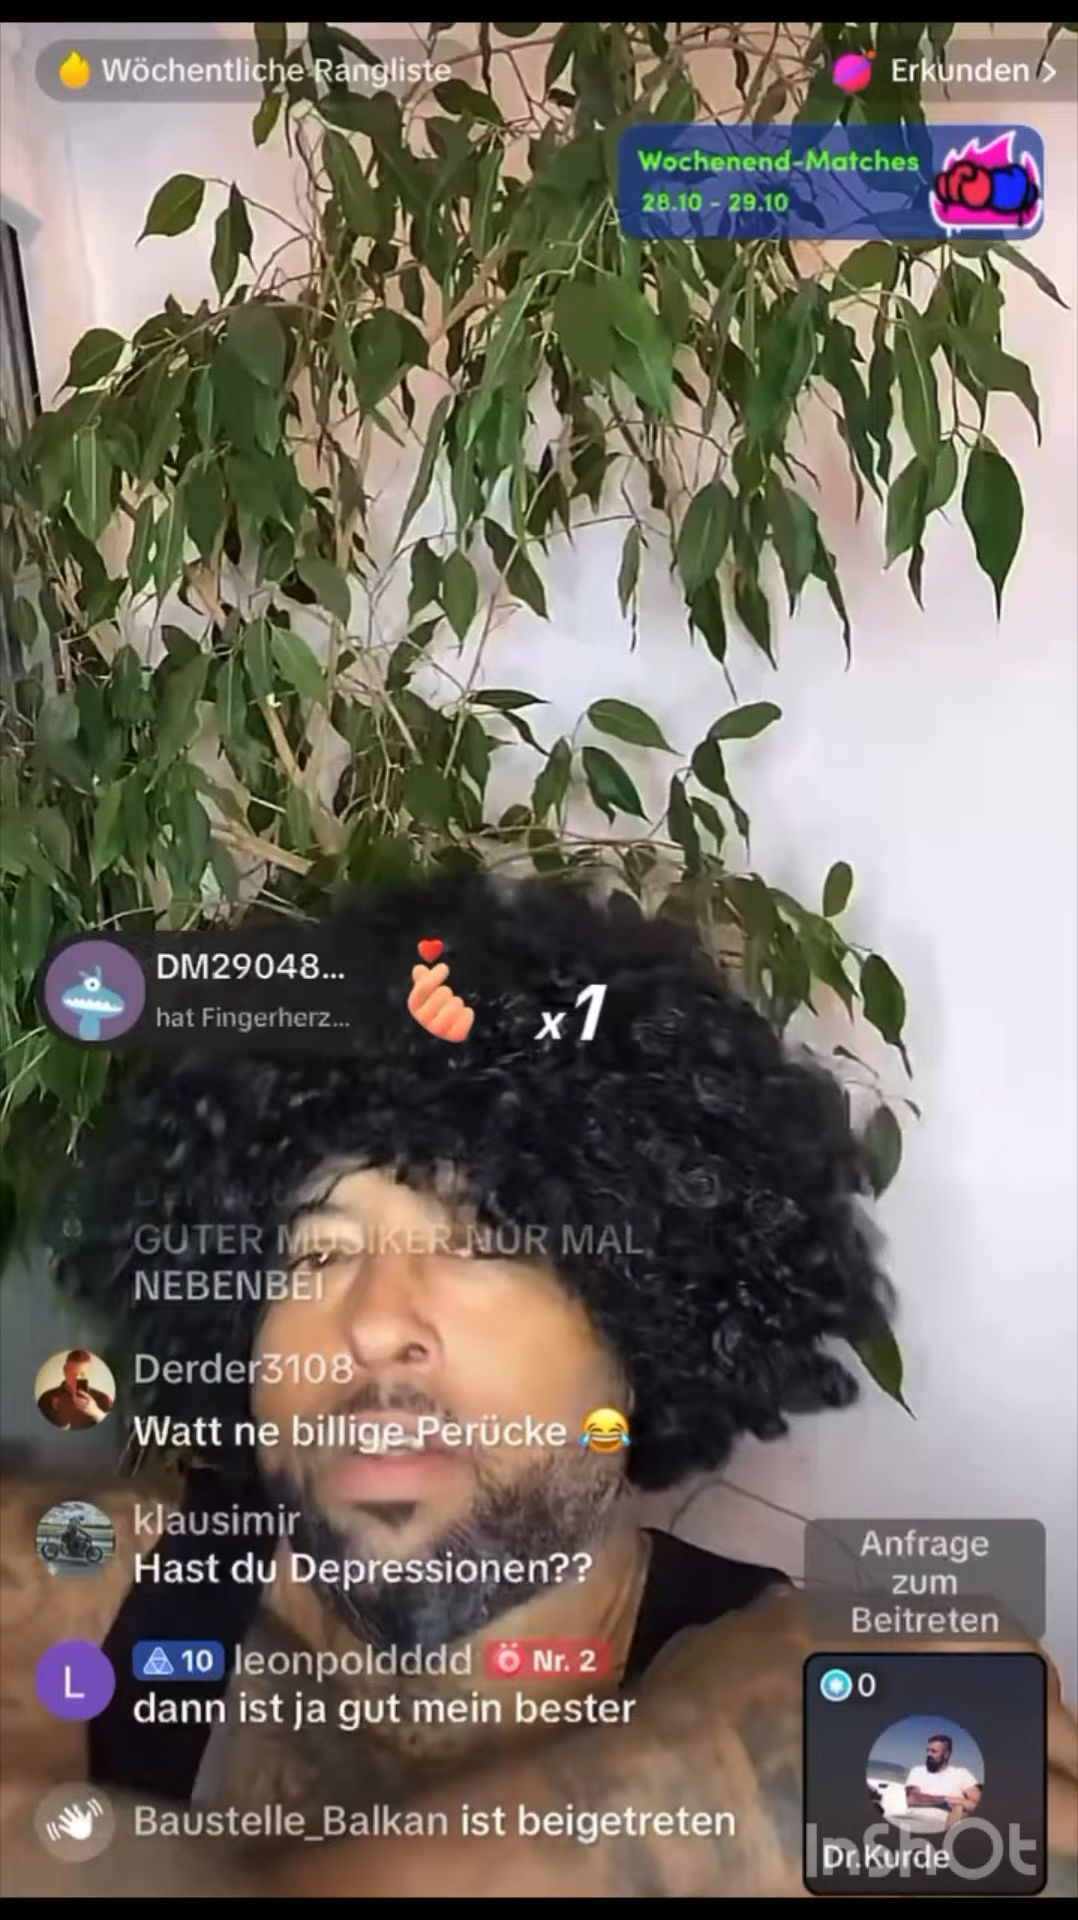 Wöchentliche Rangliste
Erkunden >
Wochenend-Matches
28.10 - 29.10
DM29048...
hat Fingerherz...
x1
GUTER MUSIKER NUR MAL
NEBENBEI
Derder3108
Watt ne billige Perücke 😂
klausimir
Hast du Depressionen??
10 leonpoldddd Nr. 2
L
dann ist ja gut mein bester
Baustelle_Balkan ist beigetreten
Anfrage
zum
Beitreten
0
Dr.Kurde
InShOt